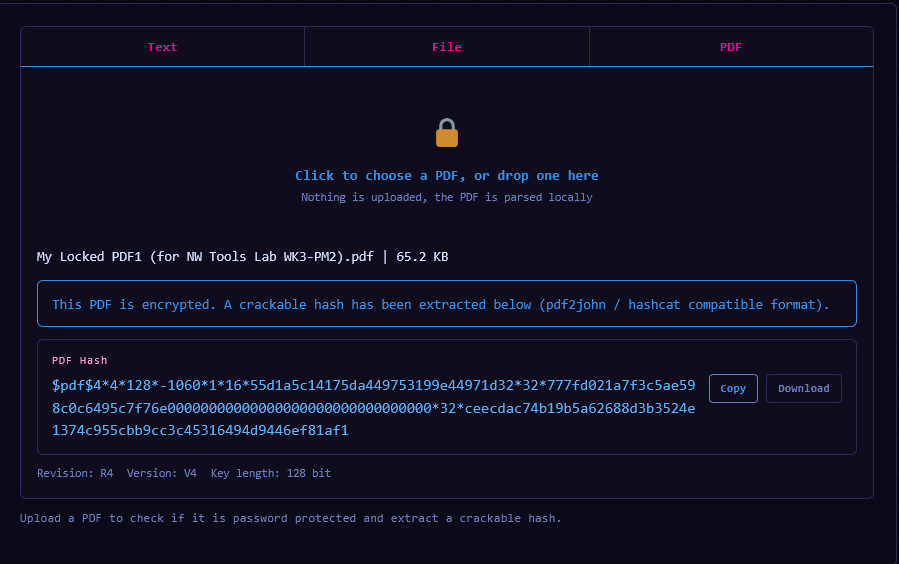 Text
File
PDF
Click to choose a PDF, or drop one here
Nothing is uploaded, the PDF is parsed locally
My Locked PDF1 (for NW Tools Lab WK3-PM2).pdf | 65.2 KB
This PDF is encrypted. A crackable hash has been extracted below (pdf2john / hashcat compatible format).
PDF Hash
$pdf$4*4*128*-1060*1*16*55d1a5c14175da449753199e44971d32*32*777fd021a7f3c5ae59
8c0c6495c7f76e00000000000000000000000000000000*32*ceecdac74b19b5a62688d3b3524e
1374c955cbb9cc3c45316494d9446ef81af1
Copy
Download
Revision: R4 Version: V4 Key length: 128 bit
Upload a PDF to check if it is password protected and extract a crackable hash.